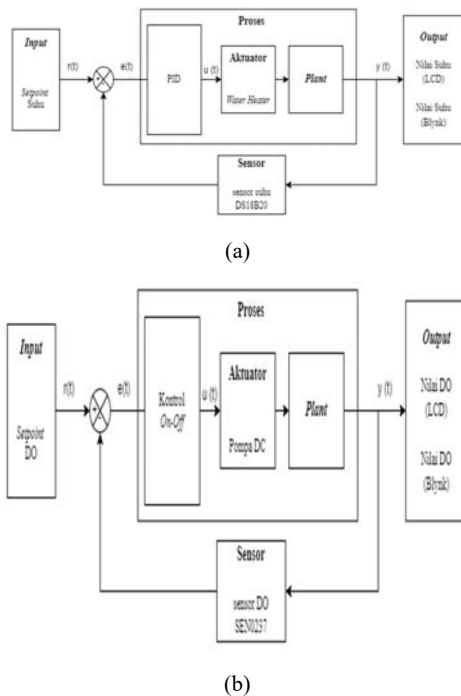 Proses
Input
Setpoint
Suhu
r(t)
+
-
e(t)
PID
u (t)
Aktuator
Water Heater
Plant
y (t)
Output
Nilai Suhu
(LCD)
Nilai Suhu
(Blynk)
Sensor
sensor suhu
DS18B20
(a)
Proses
Input
Setpoint
DO
r(t)
+
-
e(t)
Kontrol
On-Off
u (t)
Aktuator
Pompa DC
Plant
y (t)
Output
Nilai DO
(LCD)
Nilai DO
(Blynk)
Sensor
sensor DO
SEN0237
(b)